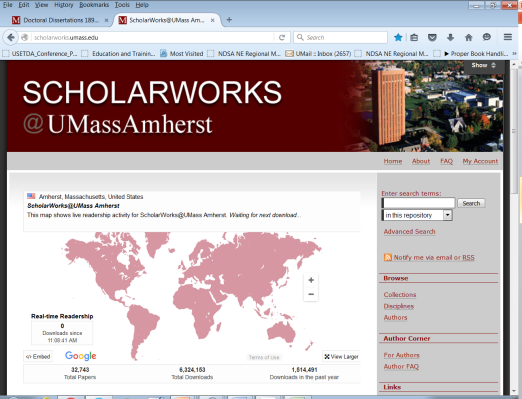 File Edit View History Bookmarks Tools Help
Doctoral Dissertations 189... × ScholarWorks@UMass Am... × +
scholarworks.umass.edu Search
USETDA_Conference_P... Education and Trainin... Most Visited NDSA NE Regional M... UMail :: Inbox (2657) NDSA NE Regional M... Proper Book Handli...
Show
SCHOLARWORKS
@UMassAmherst
Home About FAQ My Account
Amherst, Massachusetts, United States
ScholarWorks@UMass Amherst
This map shows live readership activity for ScholarWorks@UMass Amherst. Waiting for next download...
+
−
Real-time Readership
0
Downloads since
11:08:41 AM
</> Embed Google Terms of Use View Larger
32,743 6,324,153 1,514,491
Total Papers Total Downloads Downloads in the past year
Enter search terms:
Search
in this repository
Advanced Search
Notify me via email or RSS
Browse
Collections
Disciplines
Authors
Author Corner
For Authors
Author FAQ
Links